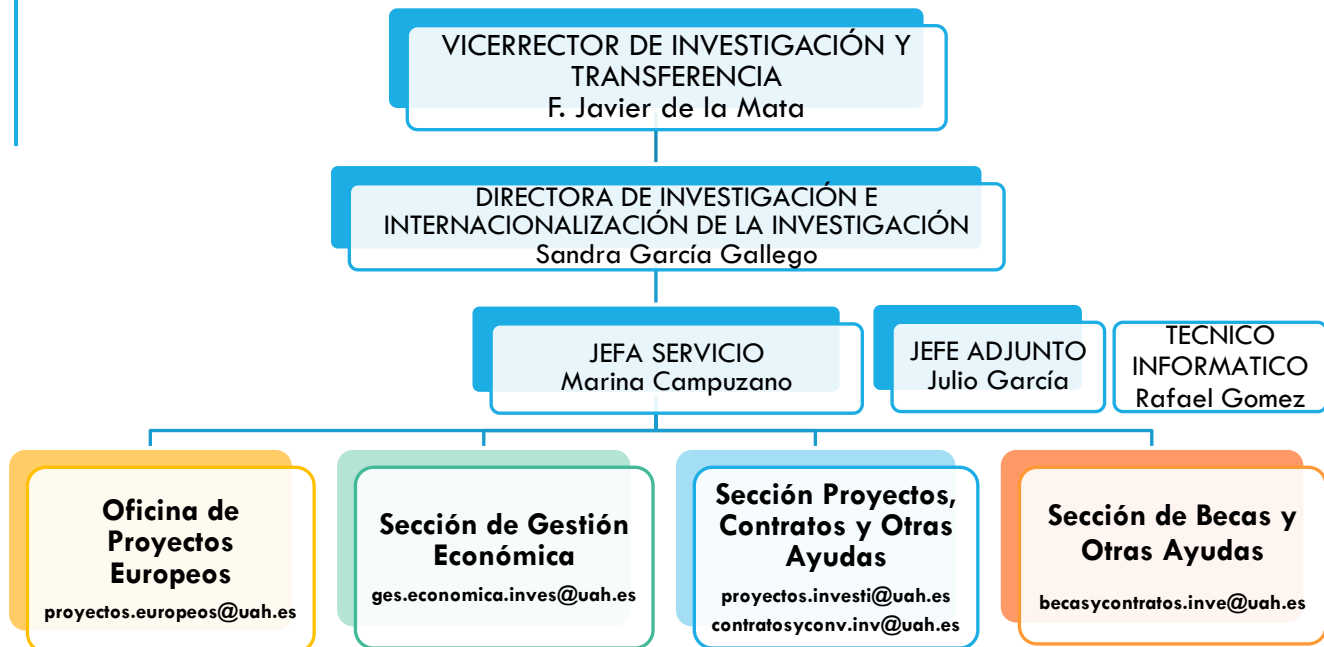 VICERRECTOR DE INVESTIGACIÓN Y
TRANSFERENCIA
F. Javier de la Mata
DIRECTORA DE INVESTIGACIÓN E
INTERNACIONALIZACIÓN DE LA INVESTIGACIÓN
Sandra García Gallego
JEFA SERVICIO
Marina Campuzano
JEFE ADJUNTO
Julio García
TECNICO
INFORMATICO
Rafael Gomez
Oficina de
Proyectos
Europeos
proyectos.europeos@uah.es
Sección de Gestión
Económica
ges.economica.inves@uah.es
Sección Proyectos,
Contratos y Otras
Ayudas
proyectos.investi@uah.es
contratosyconv.inv@uah.es
Sección de Becas y
Otras Ayudas
becasycontratos.inve@uah.es